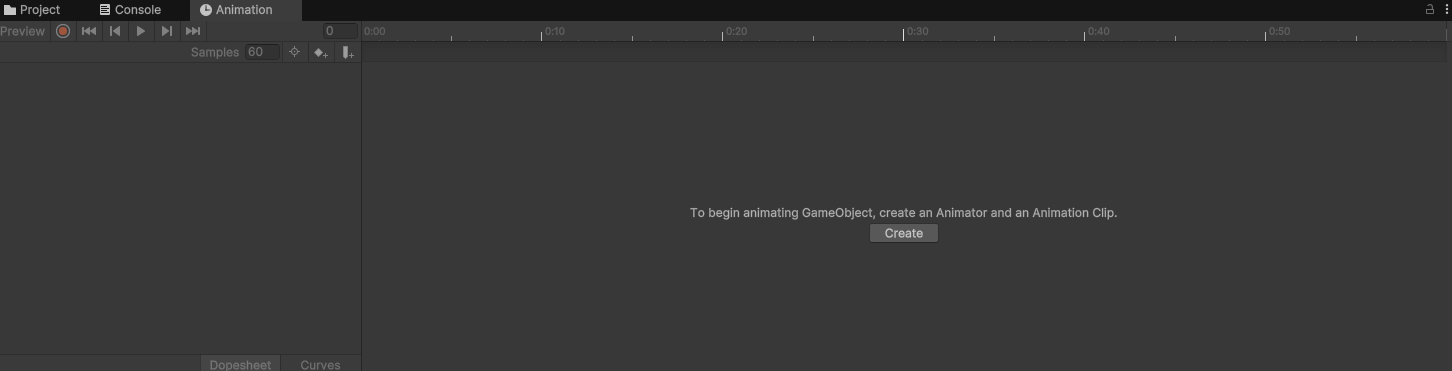 Project Console Animation
Preview 0 0:00 0:10 0:20 0:30 0:40 0:50
Samples 60
To begin animating GameObject, create an Animator and an Animation Clip.
Create
Dopesheet Curves